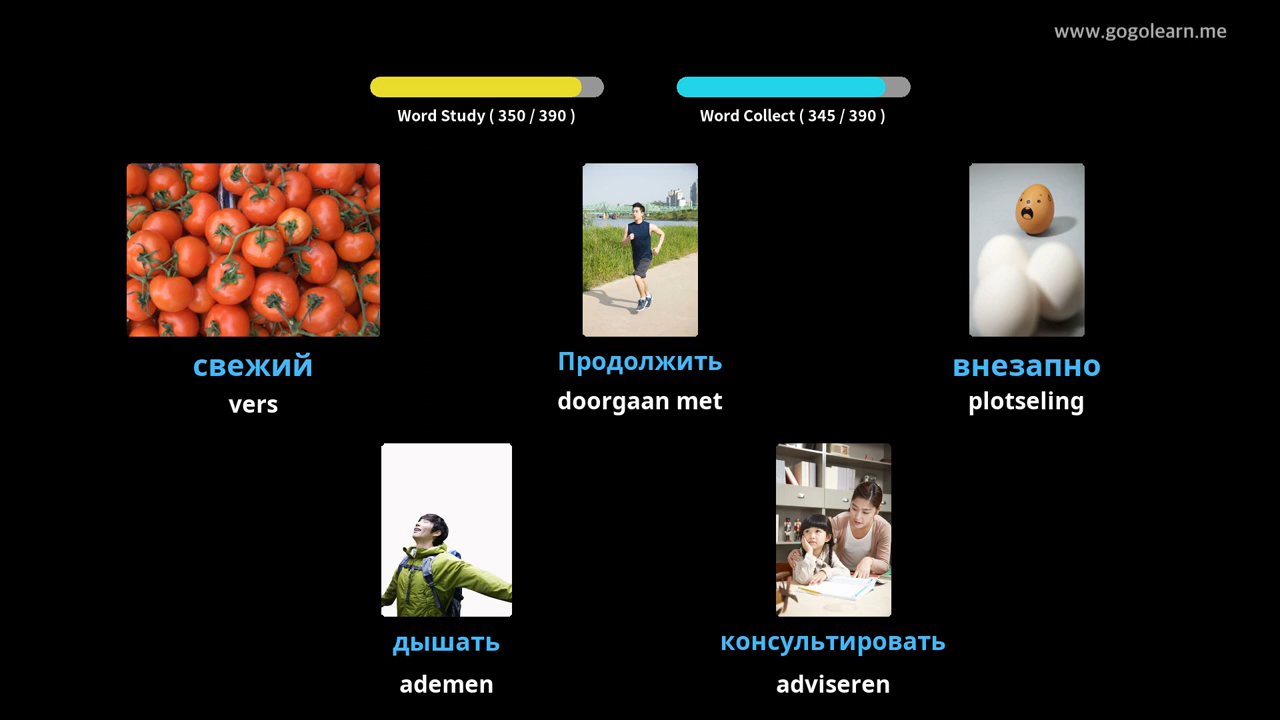 www.gogolearn.me
Word Study ( 350 / 390 )
Word Collect ( 345 / 390 )
свежий
vers
Продолжить
doorgaan met
внезапно
plotseling
дышать
ademen
консультировать
adviseren